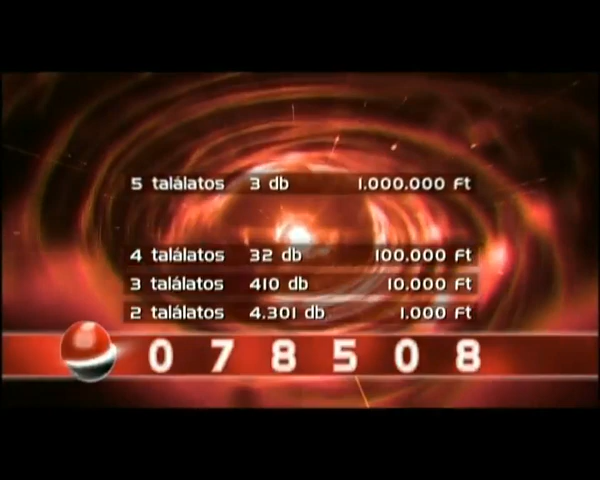 5 találatos 3 db 1.000.000 Ft
4 találatos 32 db 100.000 Ft
3 találatos 410 db 10.000 Ft
2 találatos 4.301 db 1.000 Ft
0 7 8 5 0 8